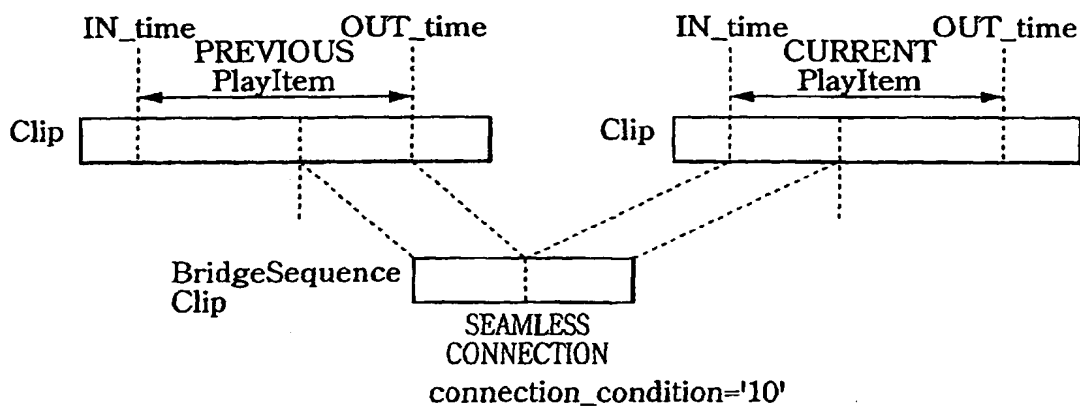 IN_time
OUT_time
IN_time
OUT_time
PREVIOUS
PlayItem
CURRENT
PlayItem
Clip
Clip
BridgeSequence
Clip
SEAMLESS
CONNECTION
connection_condition='10'